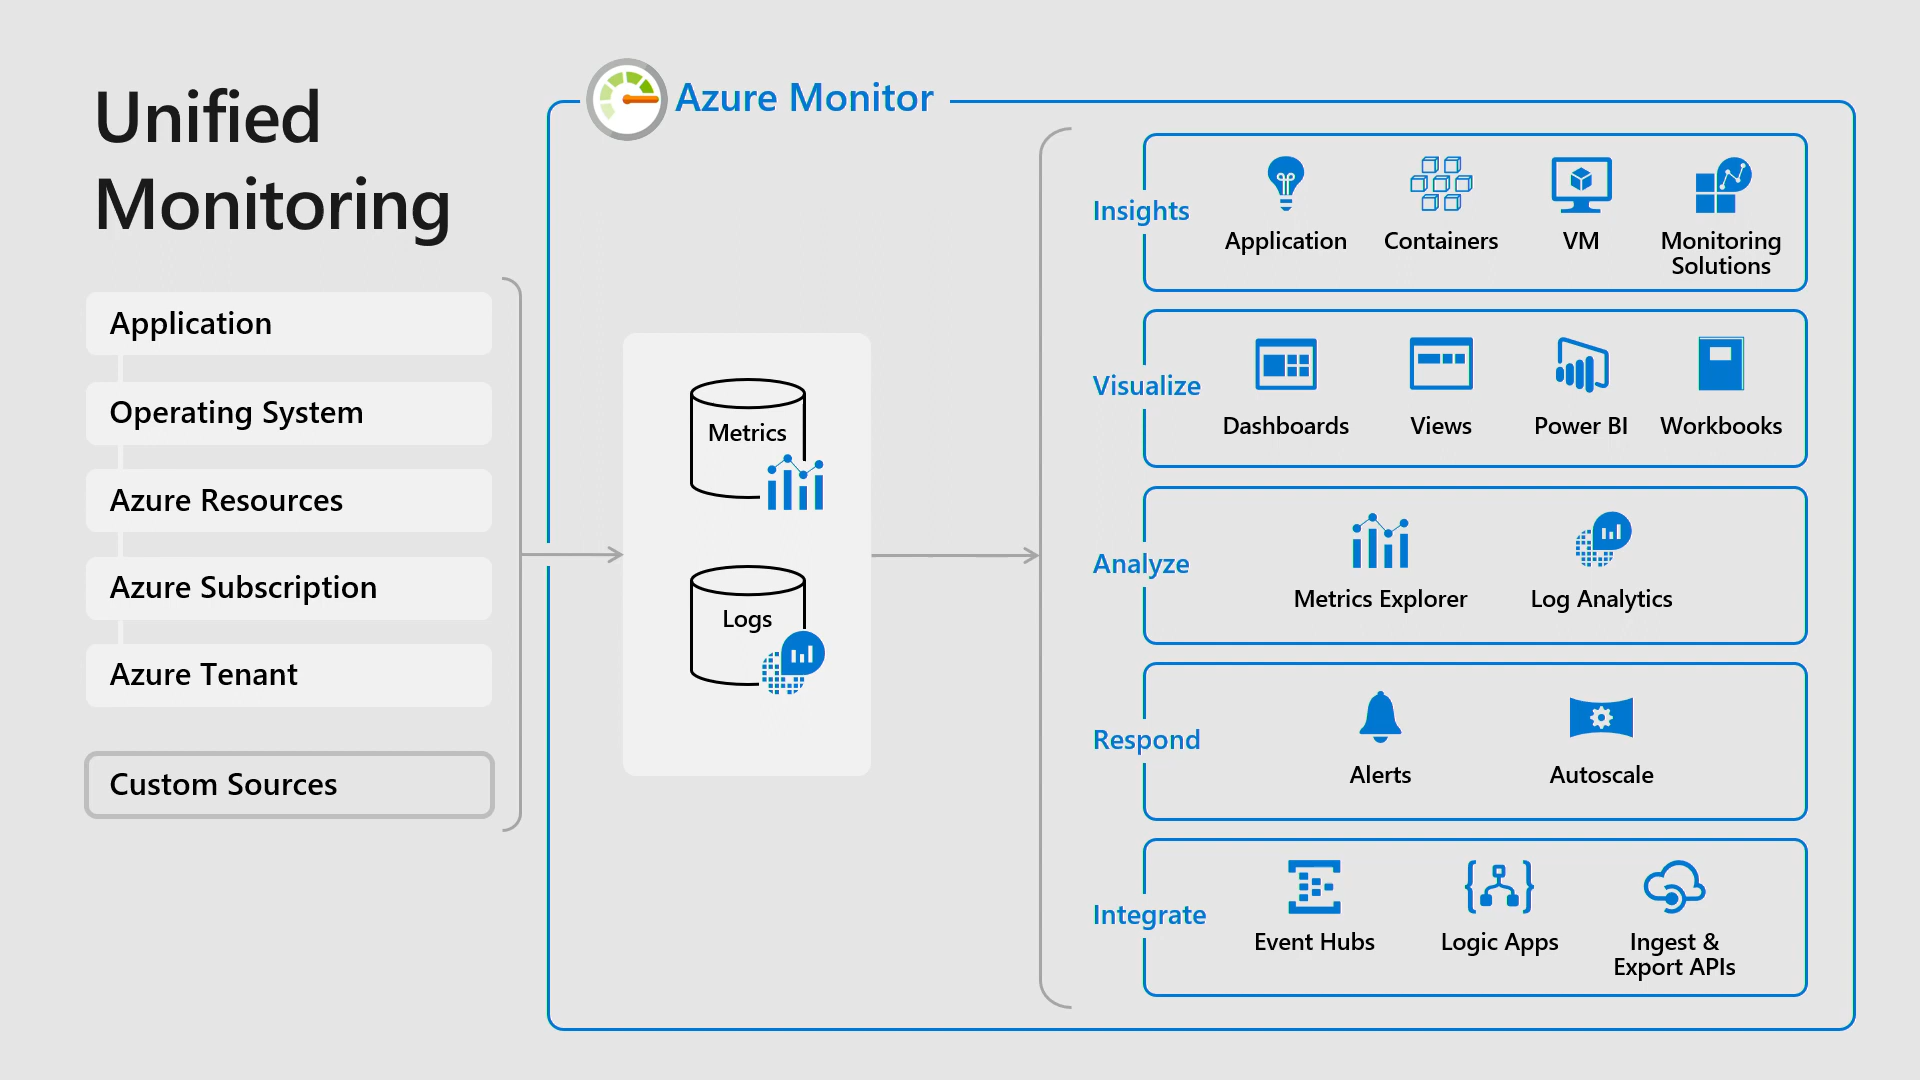 Unified
Monitoring
Application
Operating System
Azure Resources
Azure Subscription
Azure Tenant
Custom Sources
Azure Monitor
Metrics
Logs
Insights
Application
Containers
VM
Monitoring
Solutions
Visualize
Dashboards
Views
Power BI
Workbooks
Analyze
Metrics Explorer
Log Analytics
Respond
Alerts
Autoscale
Integrate
Event Hubs
Logic Apps
Ingest &
Export APIs